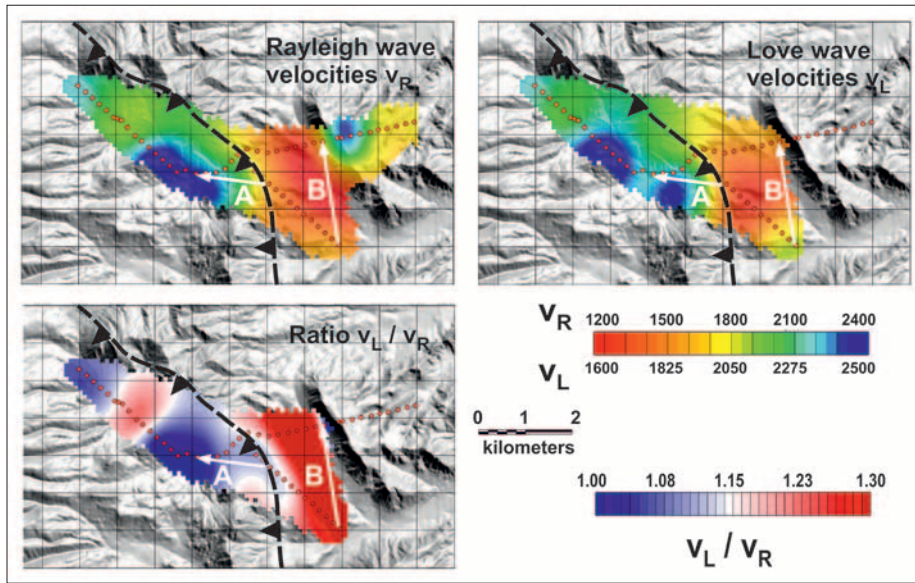 Rayleigh wave
velocities vR
A
B
Love wave
velocities vL
A
B
Ratio vL / vR
A
B
vR 1200 1500 1800 2100 2400
vL 1600 1825 2050 2275 2500
0 1 2
kilometers
1.00 1.08 1.15 1.23 1.30
vL / vR